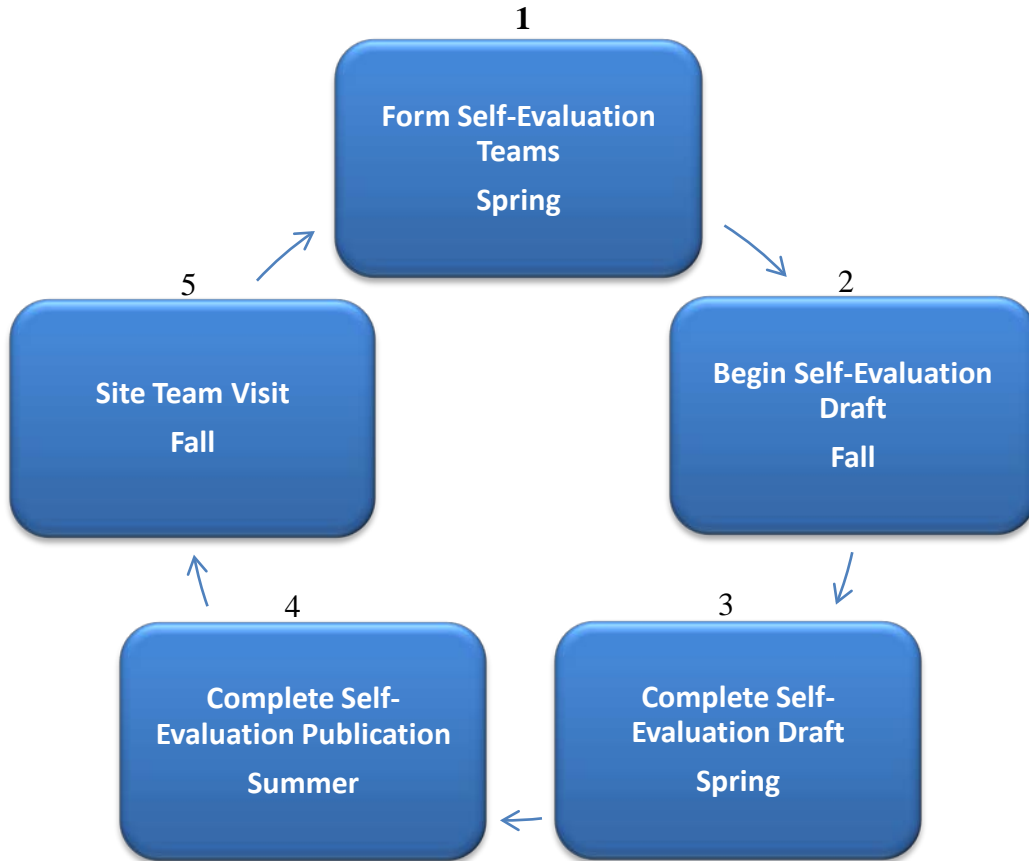 1
Form Self-Evaluation
Teams
Spring
2
Begin Self-Evaluation
Draft
Fall
3
Complete Self-
Evaluation Draft
Spring
4
Complete Self-
Evaluation Publication
Summer
5
Site Team Visit
Fall